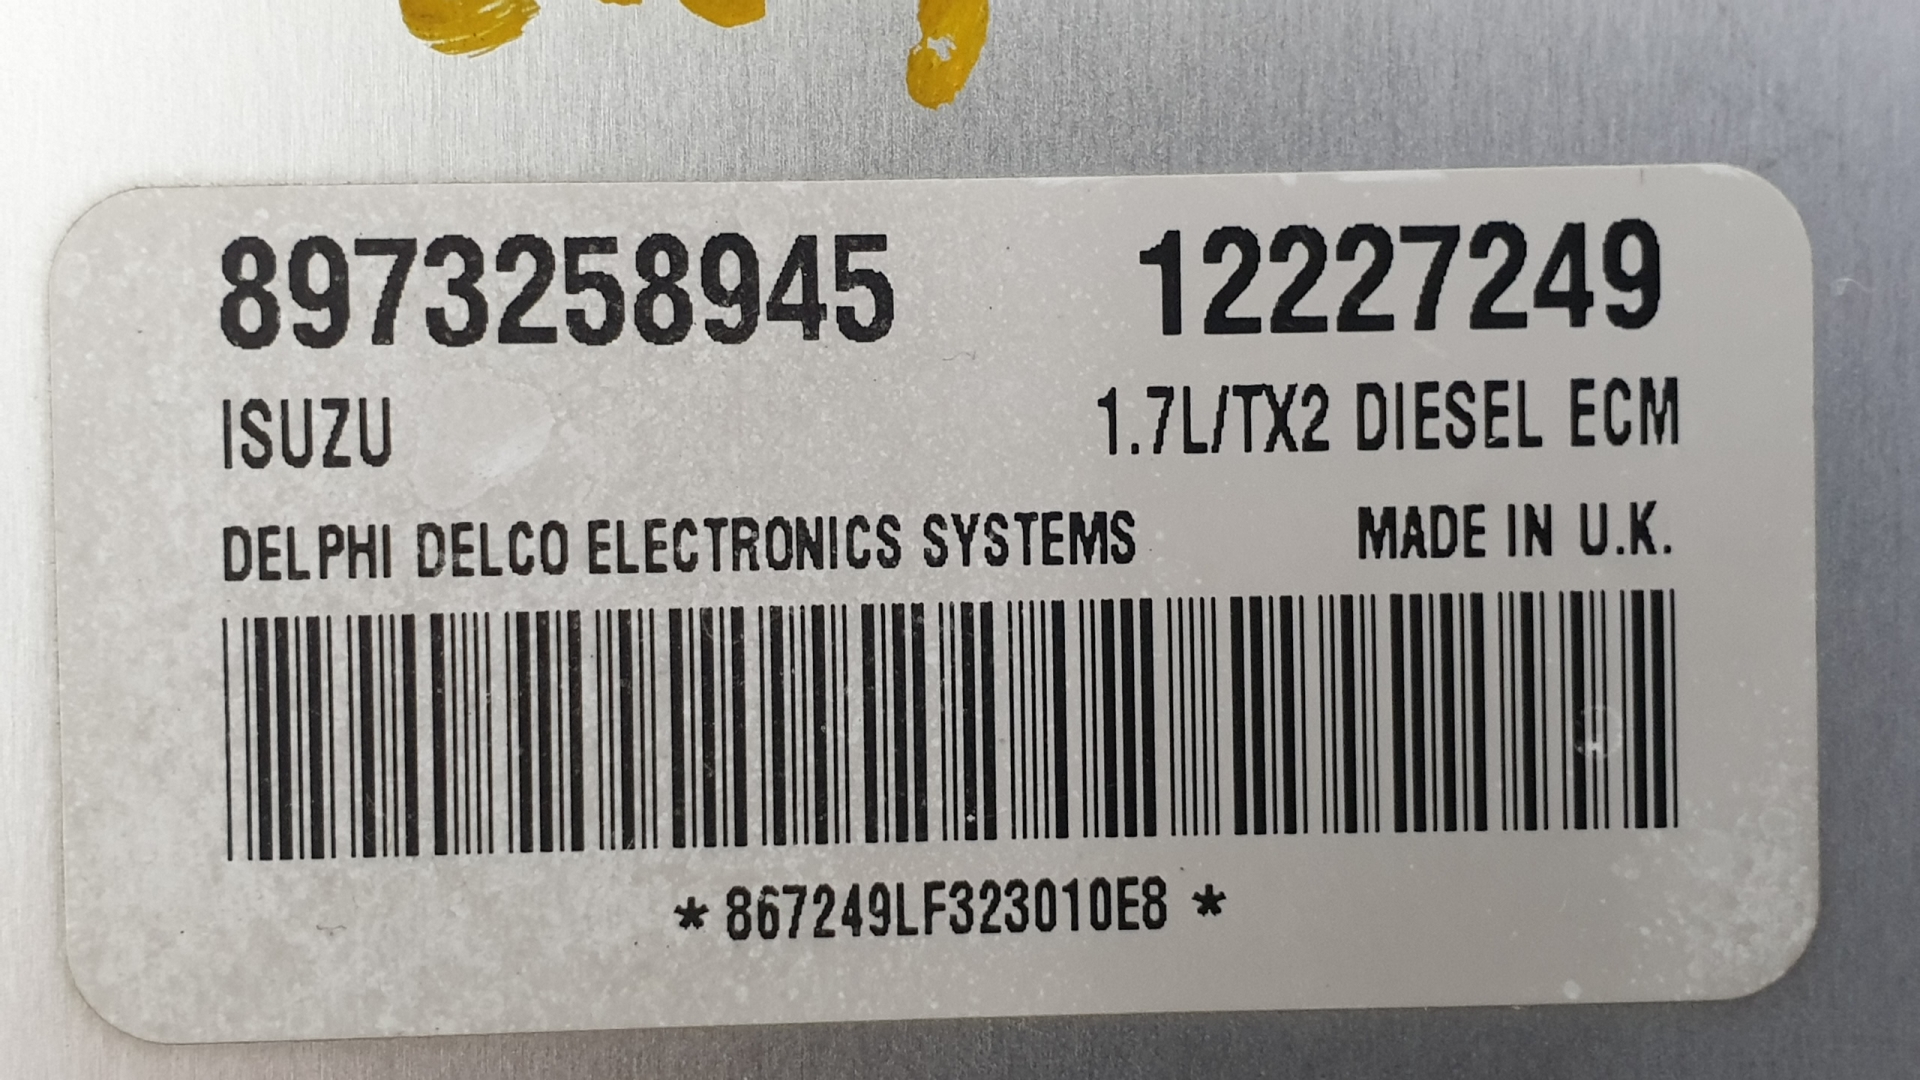 8973258945 12227249
ISUZU 1.7L/TX2 DIESEL ECM
DELPHI DELCO ELECTRONICS SYSTEMS MADE IN U.K.
* 867249LF323010E8 *